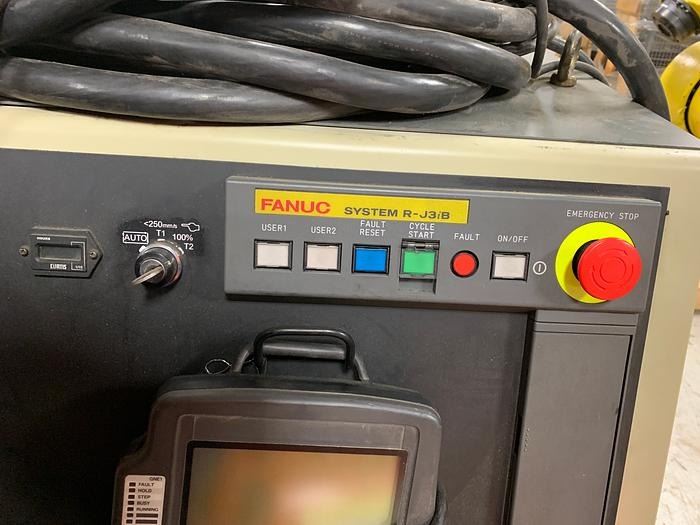 FANUC SYSTEM R-J3iB
EMERGENCY STOP
USER1
USER2
FAULT RESET
CYCLE START
FAULT
ON/OFF
<250mm/s
T1
100%
AUTO
T2
HOURS
CURTIS
FAULT
HOLD
STEP
BUSY
RUNNING